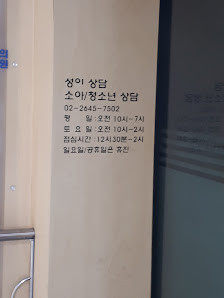 의
원
성인 상담
소아/청소년 상담
02-2645-7502
평 일 : 오전 10시~7시
토 요 일 : 오전 10시~2시
점심시간 : 12시30분~2시
일요일/공휴일은 휴진